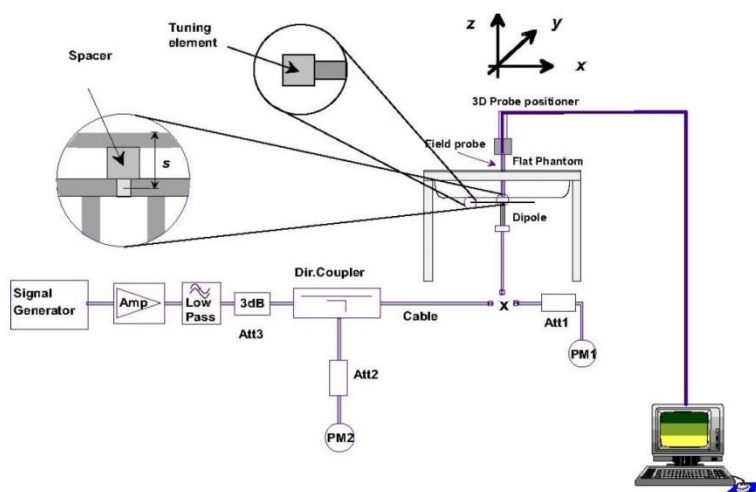 Tuning
element
z
y
x
Spacer
3D Probe positioner
Field probe
Flat Phantom
s
Dipole
Dir.Coupler
Signal
Generator
Amp
Low
Pass
3dB
Att3
Cable
x
Att1
PM1
Att2
PM2